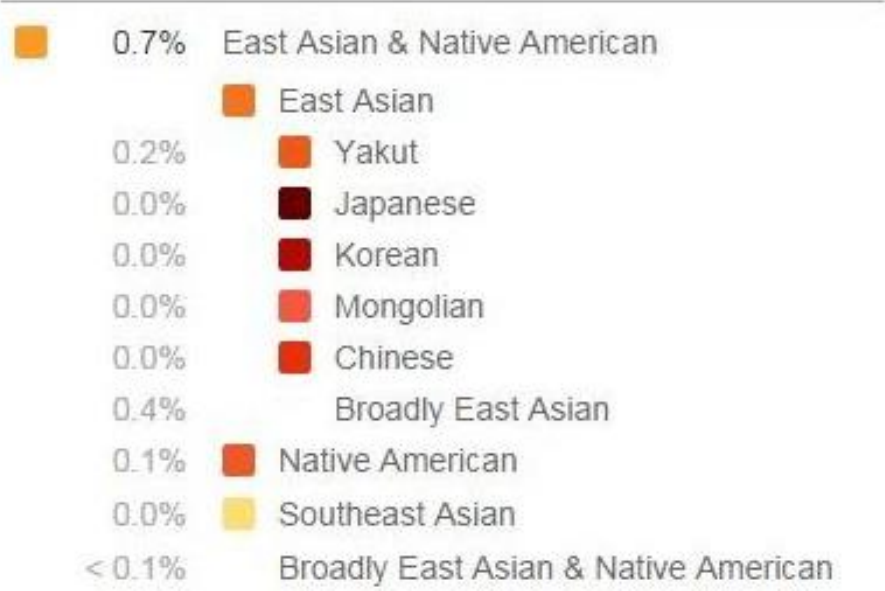 0.7% East Asian & Native American
East Asian
0.2% Yakut
0.0% Japanese
0.0% Korean
0.0% Mongolian
0.0% Chinese
0.4% Broadly East Asian
0.1% Native American
0.0% Southeast Asian
< 0.1% Broadly East Asian & Native American